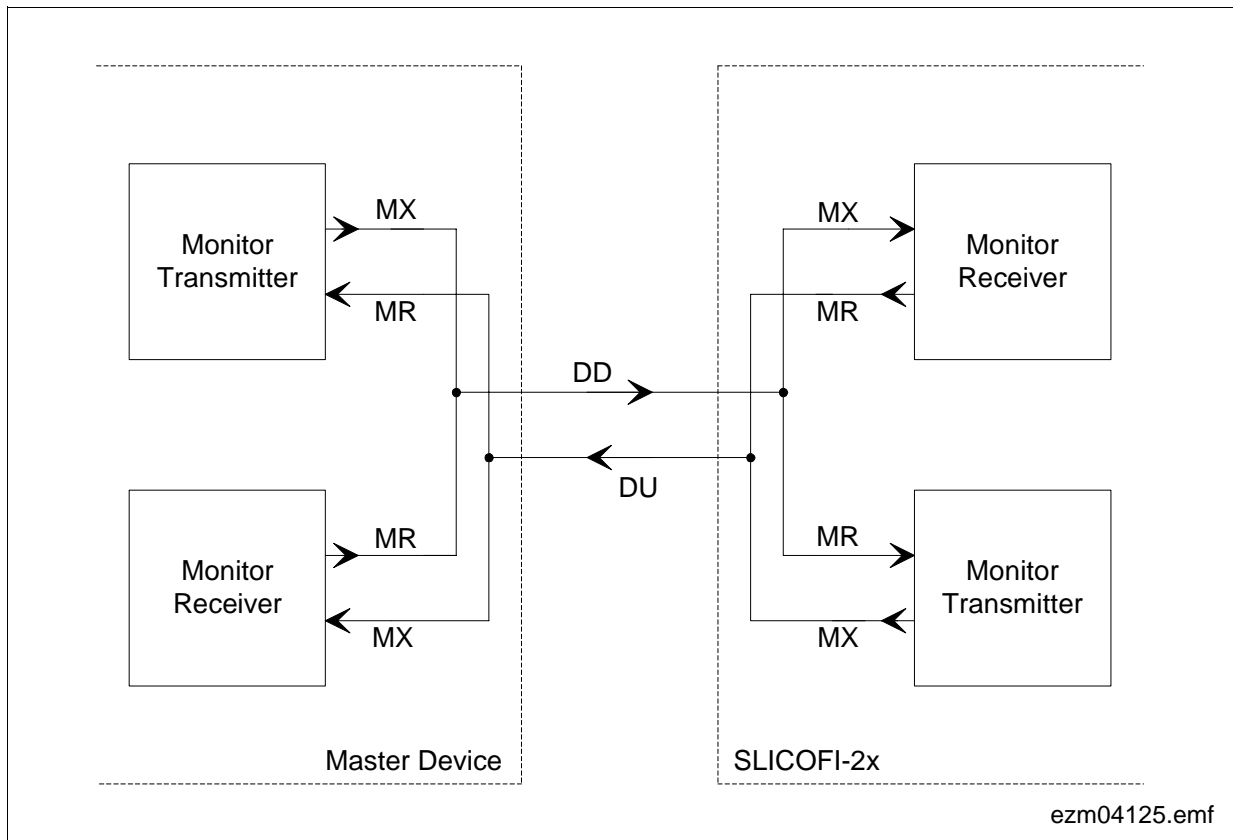 MX
MX
Monitor
Transmitter
Monitor
Receiver
MR
MR
DD
DU
MR
MR
Monitor
Receiver
Monitor
Transmitter
MX
MX
Master Device
SLICOFI-2x
ezm04125.emf